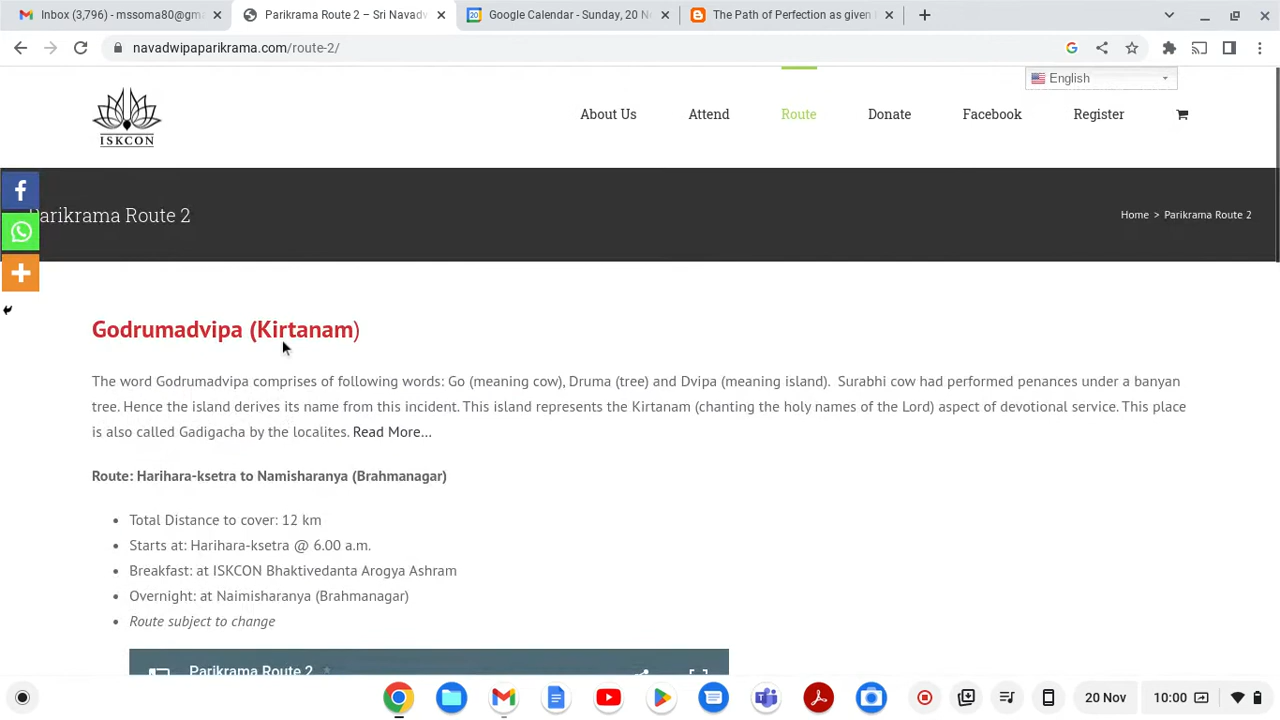 Inbox (3,796) - mssoma80@gm
Parikrama Route 2 – Sri Navadv
Google Calendar - Sunday, 20 N
The Path of Perfection as given
navadwipaparikrama.com/route-2/
English
ISKCON
About Us
Attend
Route
Donate
Facebook
Register
Parikrama Route 2
Home > Parikrama Route 2
Godrumadvipa (Kirtanam)
The word Godrumadvipa comprises of following words: Go (meaning cow), Druma (tree) and Dvipa (meaning island). Surabhi cow had performed penances under a banyan
tree. Hence the island derives its name from this incident. This island represents the Kirtanam (chanting the holy names of the Lord) aspect of devotional service. This place
is also called Gadigacha by the localites. Read More...
Route: Harihara-ksetra to Namisharanya (Brahmanagar)
• Total Distance to cover: 12 km
• Starts at: Harihara-ksetra @ 6.00 a.m.
• Breakfast: at ISKCON Bhaktivedanta Arogya Ashram
• Overnight: at Naimisharanya (Brahmanagar)
• Route subject to change
Parikrama Route 2
20 Nov
10:00